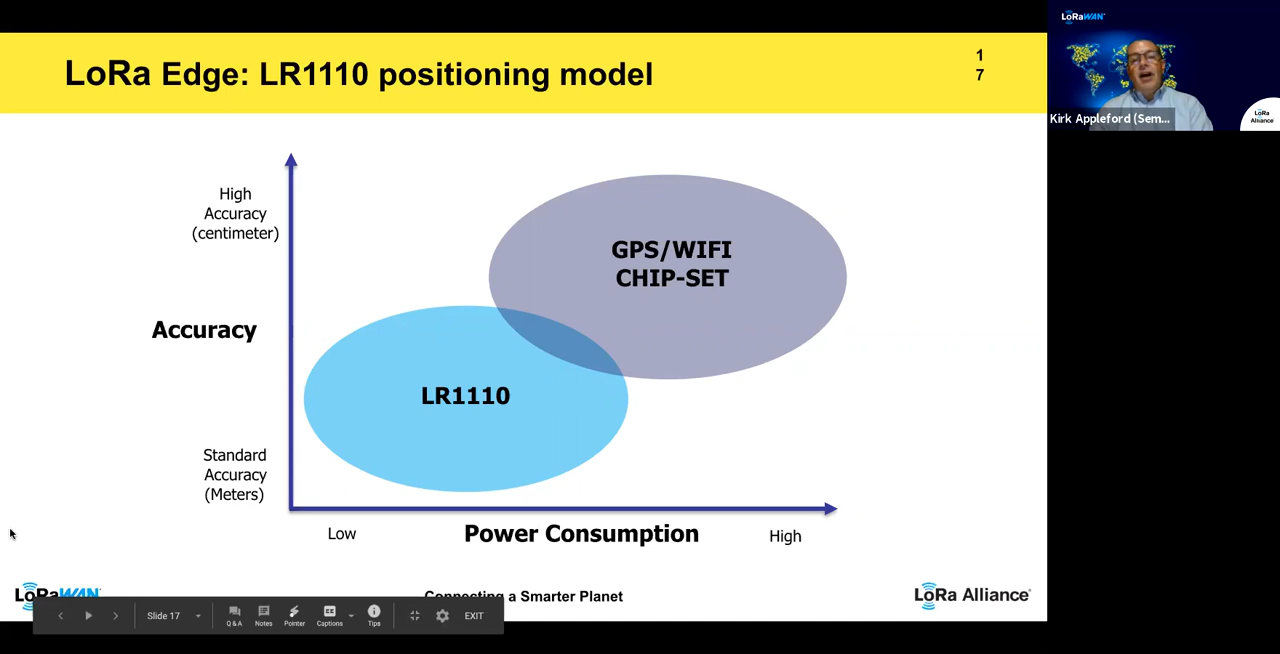 LoRa Edge: LR1110 positioning model
1
7
LoRaWAN
Kirk Appleford (Sem...
LoRa
Alliance
High
Accuracy
(centimeter)
GPS/WIFI
CHIP-SET
Accuracy
LR1110
Standard
Accuracy
(Meters)
Low
Power Consumption
High
LoRaWAN
Connecting a Smarter Planet
LoRa Alliance
Slide 17
Q & A
Notes
Pointer
Captions
Tips
EXIT